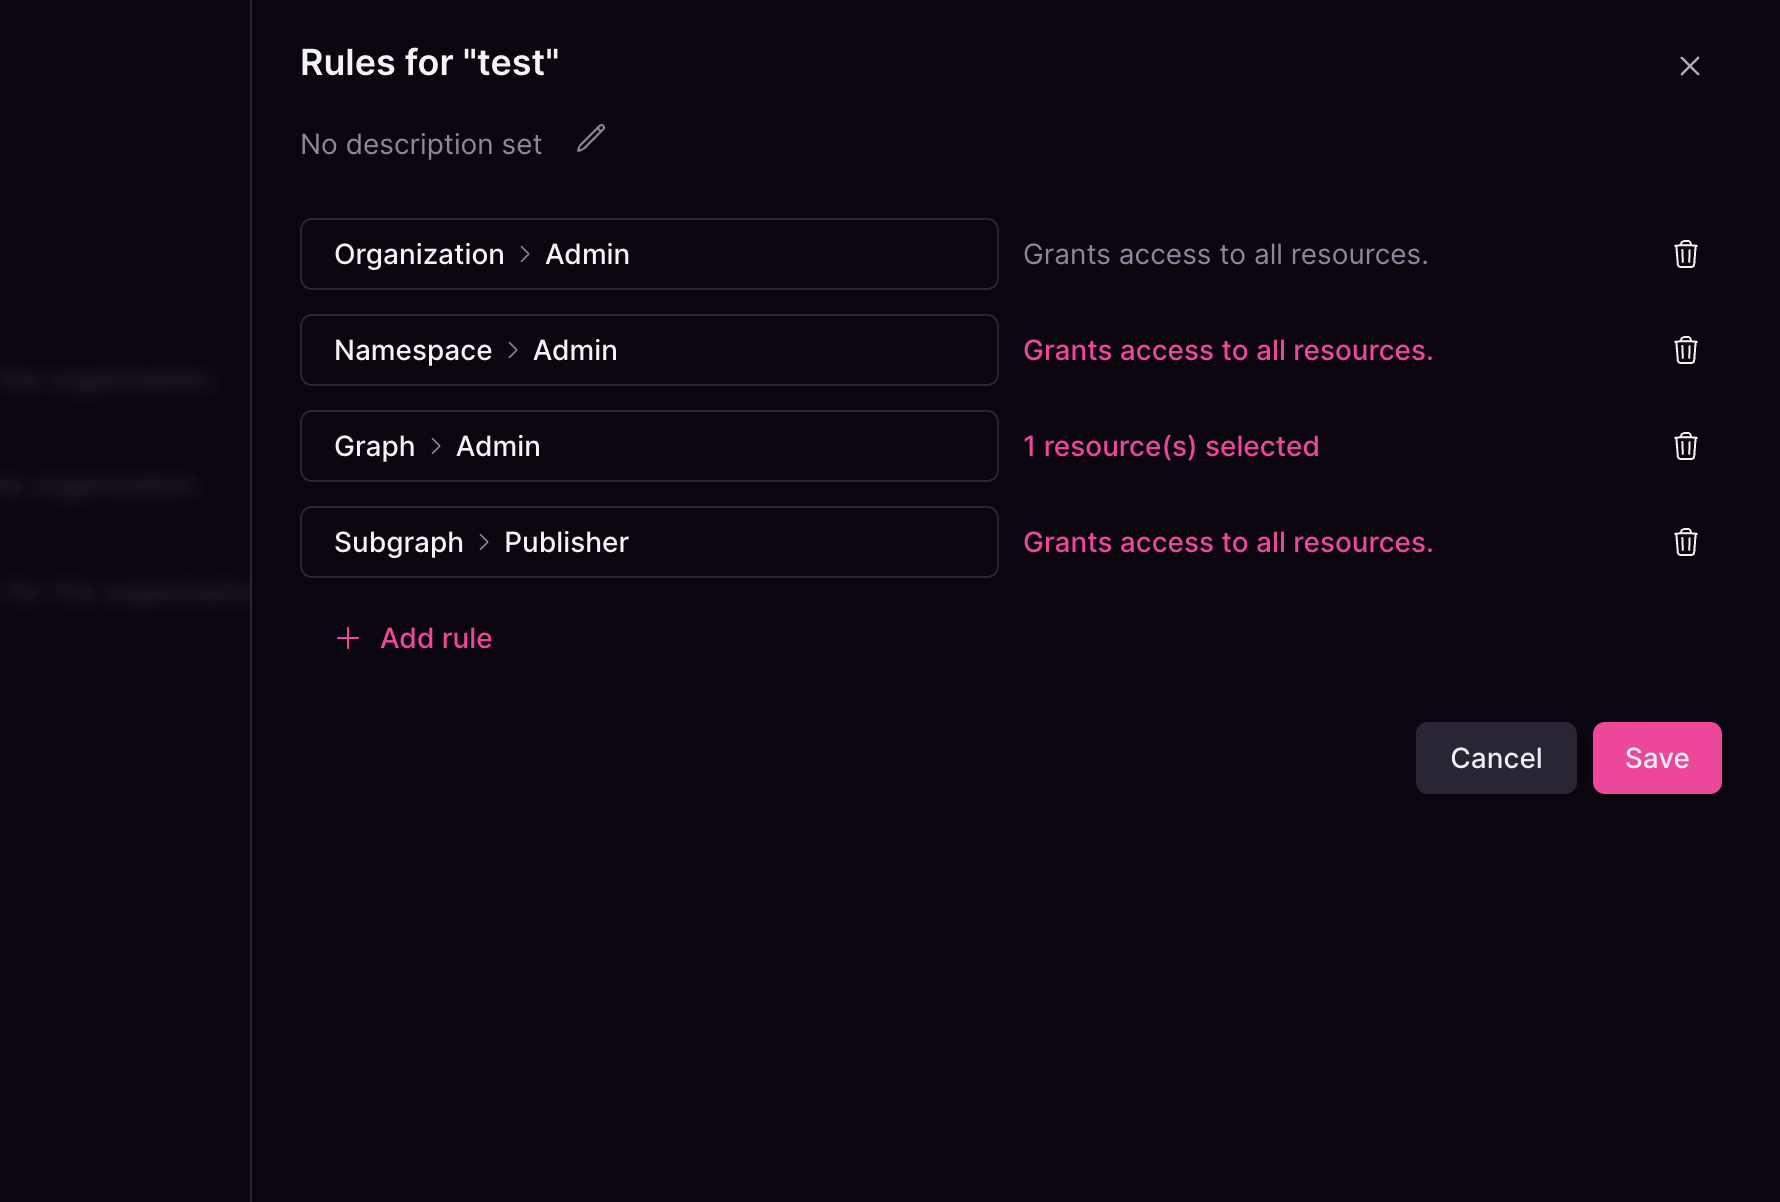 Rules for "test"
No description set
Organization > Admin
Grants access to all resources.
Namespace > Admin
Grants access to all resources.
Graph > Admin
1 resource(s) selected
Subgraph > Publisher
Grants access to all resources.
+ Add rule
Cancel
Save